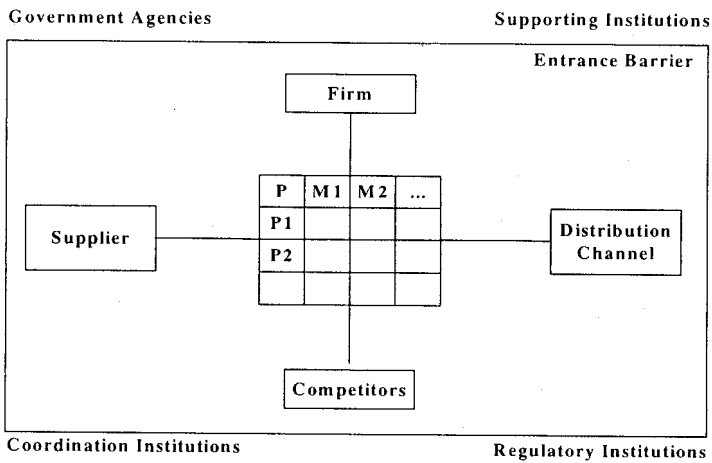 Government Agencies
Supporting Institutions
Entrance Barrier
Firm
P M1 M2 ...
P1
P2
Supplier
Distribution
Channel
Competitors
Coordination Institutions
Regulatory Institutions